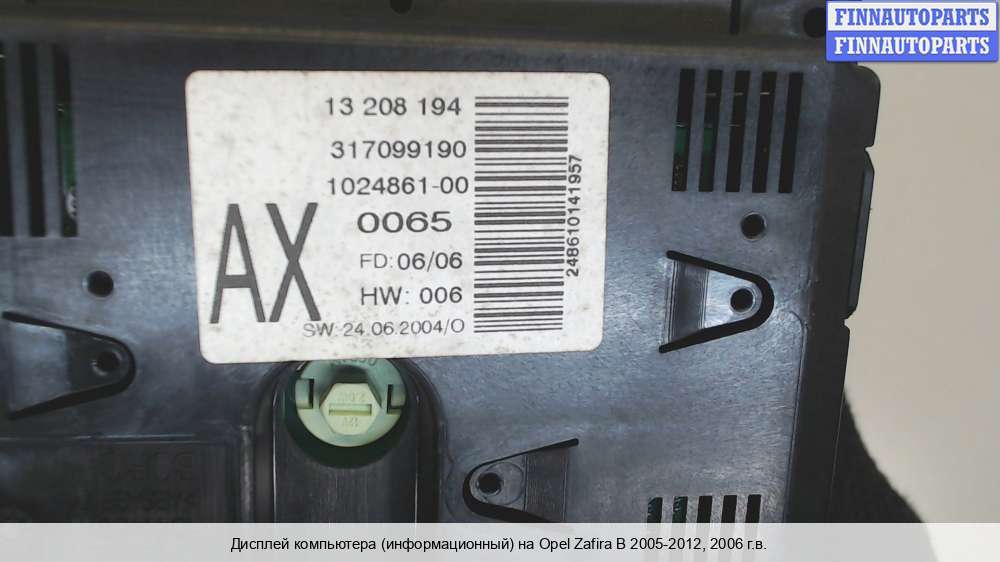 FINNAUTOPARTS
FINNAUTOPARTS
13 208 194
317099190
1024861-00
0065
AX
FD: 06/06
HW: 006
SW: 24.06.2004/O
248610141957
12V
Дисплей компьютера (информационный) на Opel Zafira B 2005-2012, 2006 г.в.